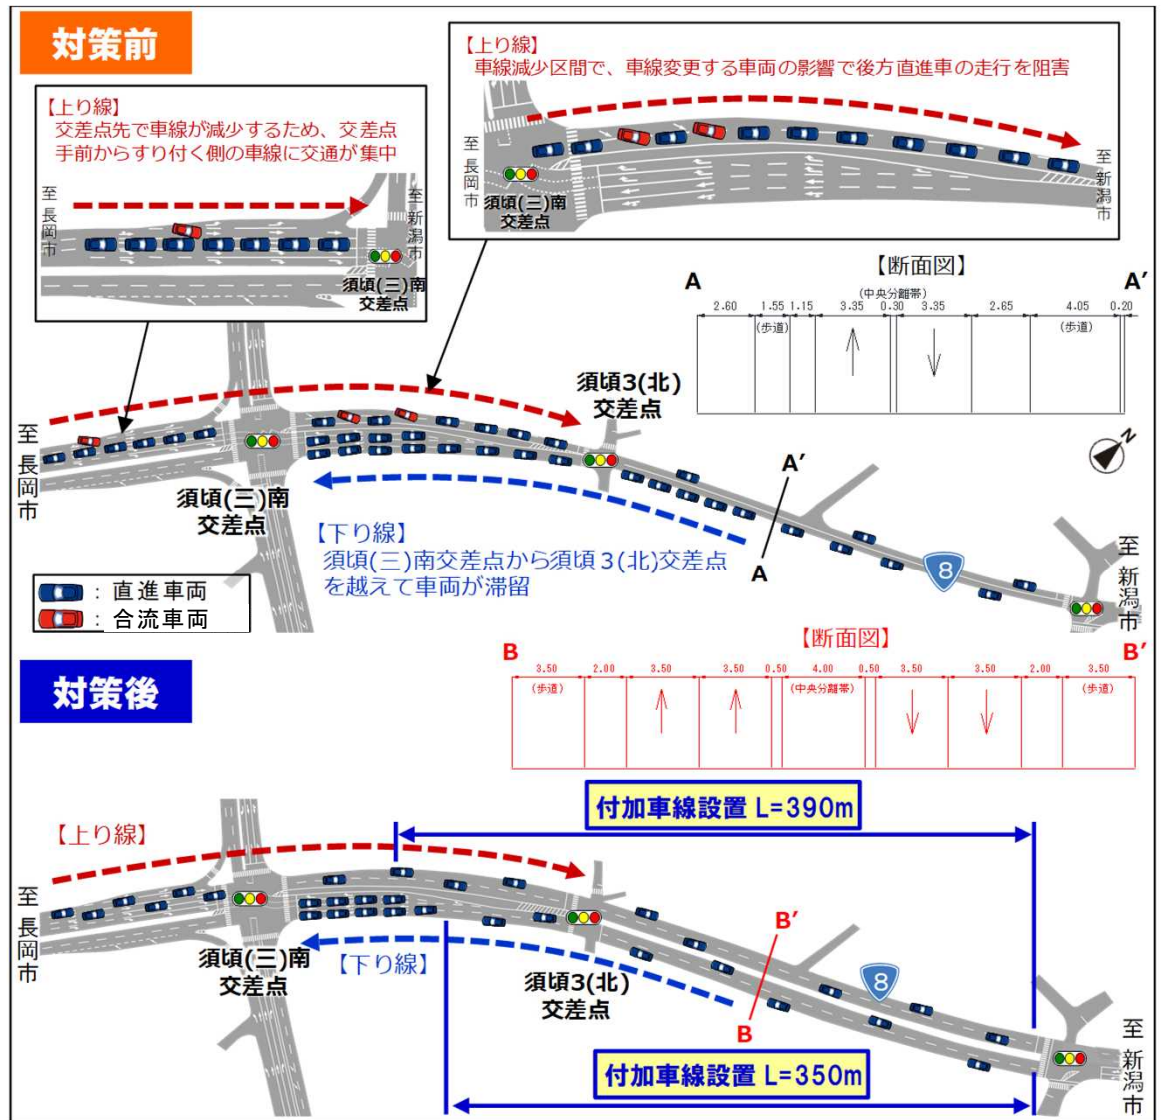 対策前
【上り線】
交差点先で車線が減少するため、交差点
手前からすり付く側の車線に交通が集中
至 長岡市
至 新潟市
須頃(三)南
交差点
【上り線】
車線減少区間で、車線変更する車両の影響で後方直進車の走行を阻害
至 長岡市
須頃(三)南
交差点
至 新潟市
【断面図】
A
A′
(中央分離帯)
2.60 1.55 1.15 3.35 0.30 3.35 2.65 4.05 0.20
(歩道)
(歩道)
須頃3(北)
交差点
至 長岡市
須頃(三)南
交差点
【下り線】
須頃(三)南交差点から須頃3(北)交差点
を越えて車両が滞留
A′
A
8
N
至 新潟市
:直進車両
:合流車両
対策後
【断面図】
B
B′
3.50 2.00 3.50 3.50 0.50 4.00 0.50 3.50 3.50 2.00 3.50
(歩道)
(中央分離帯)
(歩道)
付加車線設置 L=390m
【上り線】
至 長岡市
須頃(三)南
交差点
【下り線】
須頃3(北)
交差点
B′
B
8
至 新潟市
付加車線設置 L=350m